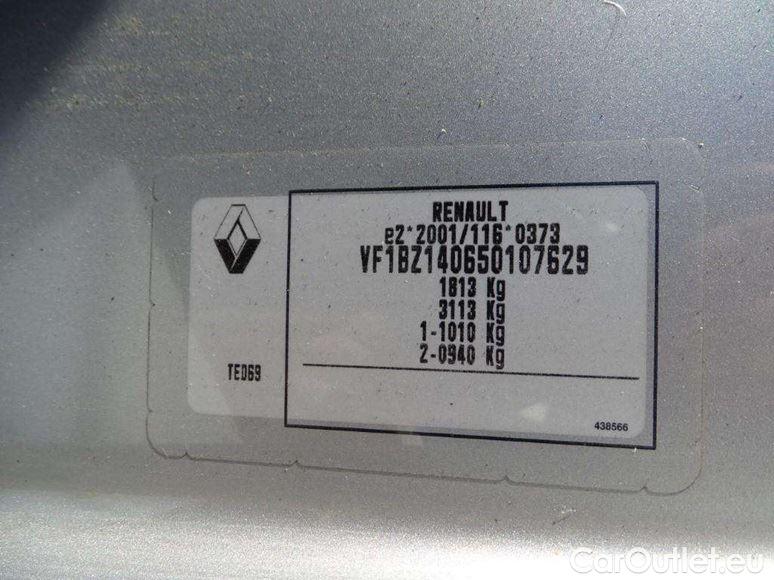 RENAULT
e2*2001/116*0373
VF1BZ140650107629
1813 Kg
3113 Kg
1-1010 Kg
2-0940 Kg
TED69
438566
CarOutlet.eu